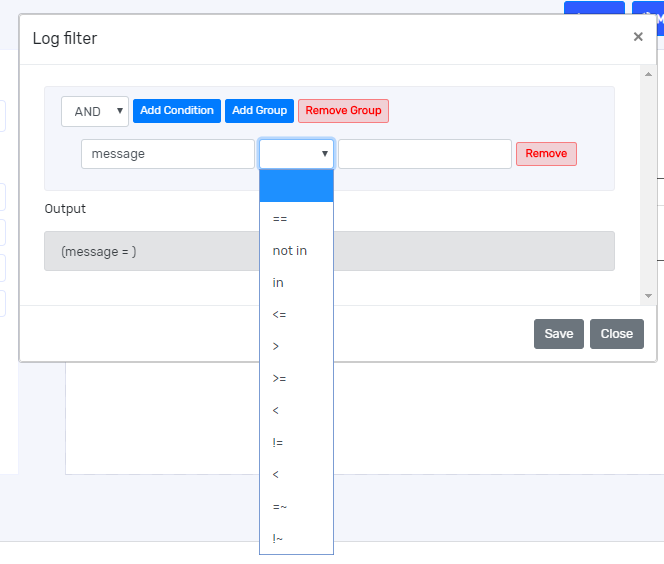 M
Log filter
×
AND
Add Condition
Add Group
Remove Group
message
Remove
==
not in
in
<=
>
>=
<
!=
<
=~
!~
Output
(message = )
Save
Close